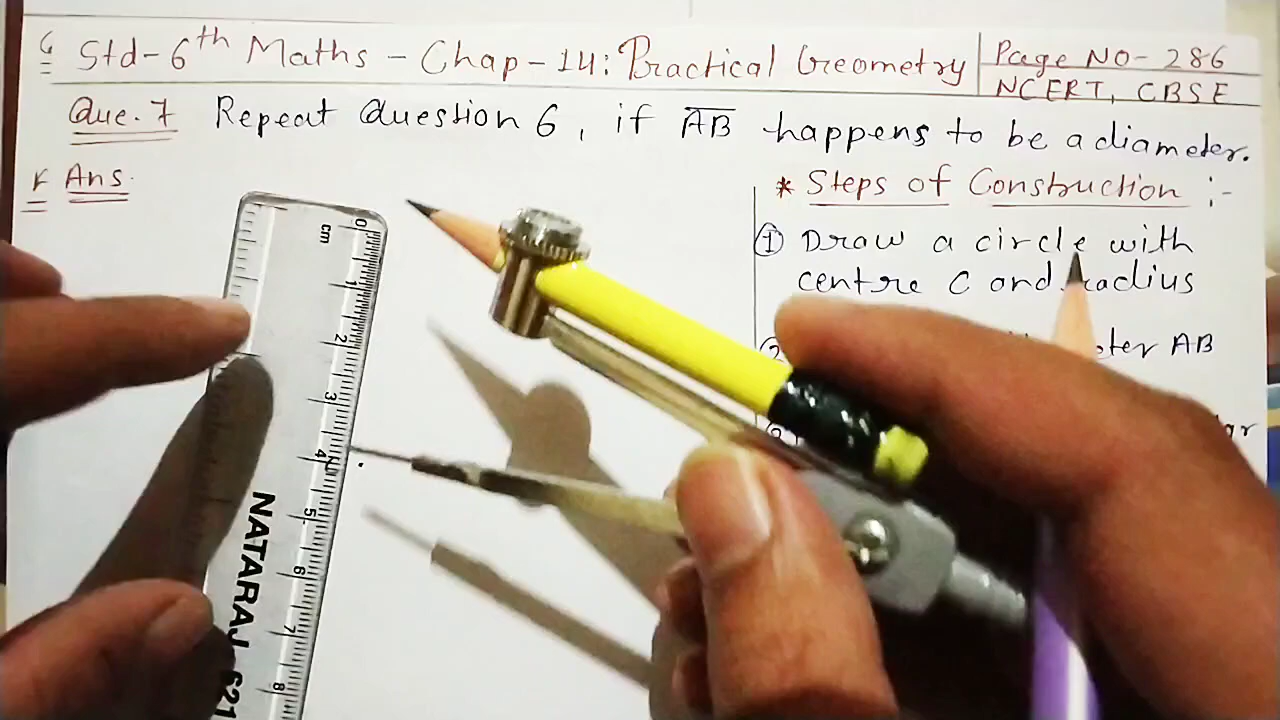 Std-6th Maths - Chap-14: Practical Geometry
Page No- 286
NCERT, CBSE
Que. 7 Repeat Question 6, if AB happens to be a diameter.
Ans.
* Steps of Construction :-
① Draw a circle with
centre C and radius
AB
cm
0
1
2
3
4
5
6
7
8
NATARAJ 621